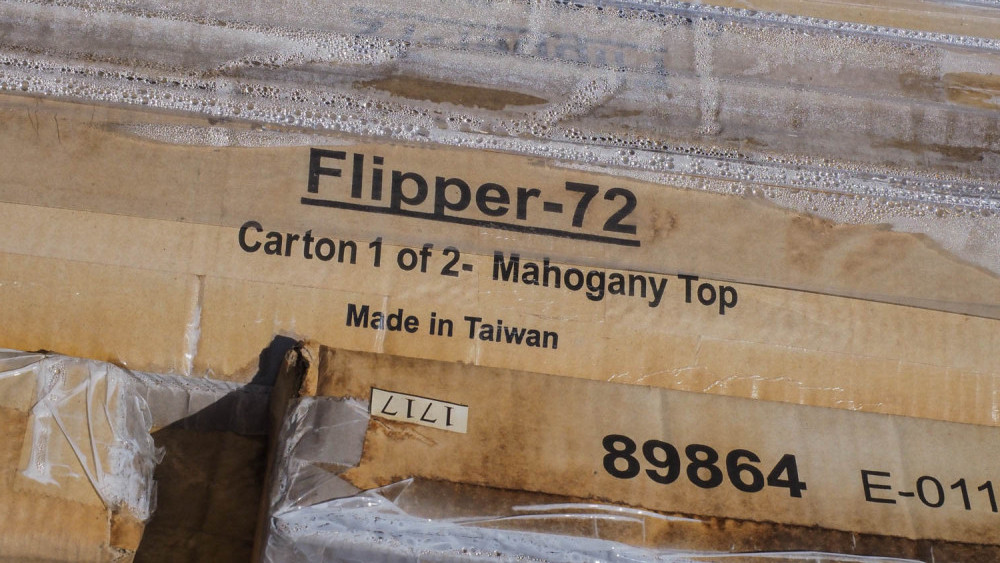 Flipper-72
Carton 1 of 2- Mahogany Top
Made in Taiwan
1717
89864 E-011